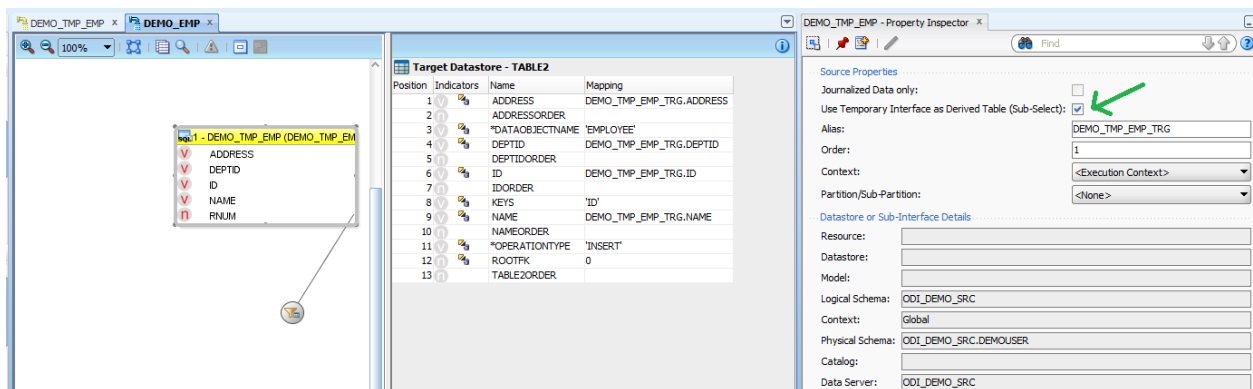 DEMO_TMP_EMP x DEMO_EMP x
100%
1 - DEMO_TMP_EMP (DEMO_TMP_EM
V ADDRESS
V DEPTID
V ID
V NAME
n RNUM
Target Datastore - TABLE2
Position Indicators Name Mapping
1 V ADDRESS DEMO_TMP_EMP_TRG.ADDRESS
2 n ADDRESSORDER
3 V *DATAOBJECTNAME 'EMPLOYEE'
4 V DEPTID DEMO_TMP_EMP_TRG.DEPTID
5 n DEPTIDORDER
6 V ID DEMO_TMP_EMP_TRG.ID
7 n IDORDER
8 V KEYS 'ID'
9 V NAME DEMO_TMP_EMP_TRG.NAME
10 n NAMEORDER
11 V *OPERATIONTYPE 'INSERT'
12 V ROOTFK 0
13 n TABLE2ORDER
DEMO_TMP_EMP - Property Inspector x
Find
Source Properties
Journalized Data only:
Use Temporary Interface as Derived Table (Sub-Select):
Alias: DEMO_TMP_EMP_TRG
Order: 1
Context: <Execution Context>
Partition/Sub-Partition: <None>
Datastore or Sub-Interface Details
Resource:
Datastore:
Model:
Logical Schema: ODI_DEMO_SRC
Context: Global
Physical Schema: ODI_DEMO_SRC.DEMOUSER
Catalog:
Data Server: ODI_DEMO_SRC